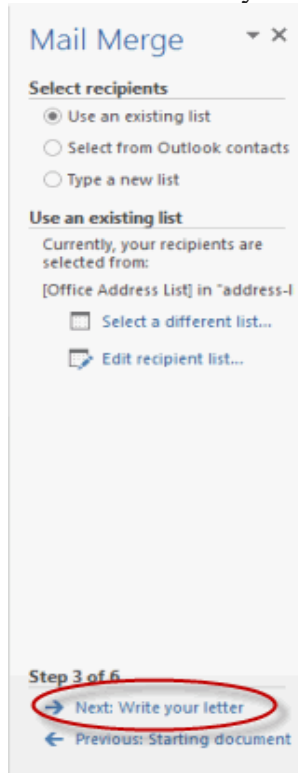 Mail Merge
Select recipients
Use an existing list
Select from Outlook contacts
Type a new list
Use an existing list
Currently, your recipients are
selected from:
[Office Address List] in "address-l
Select a different list...
Edit recipient list...
Step 3 of 6
Next: Write your letter
Previous: Starting document